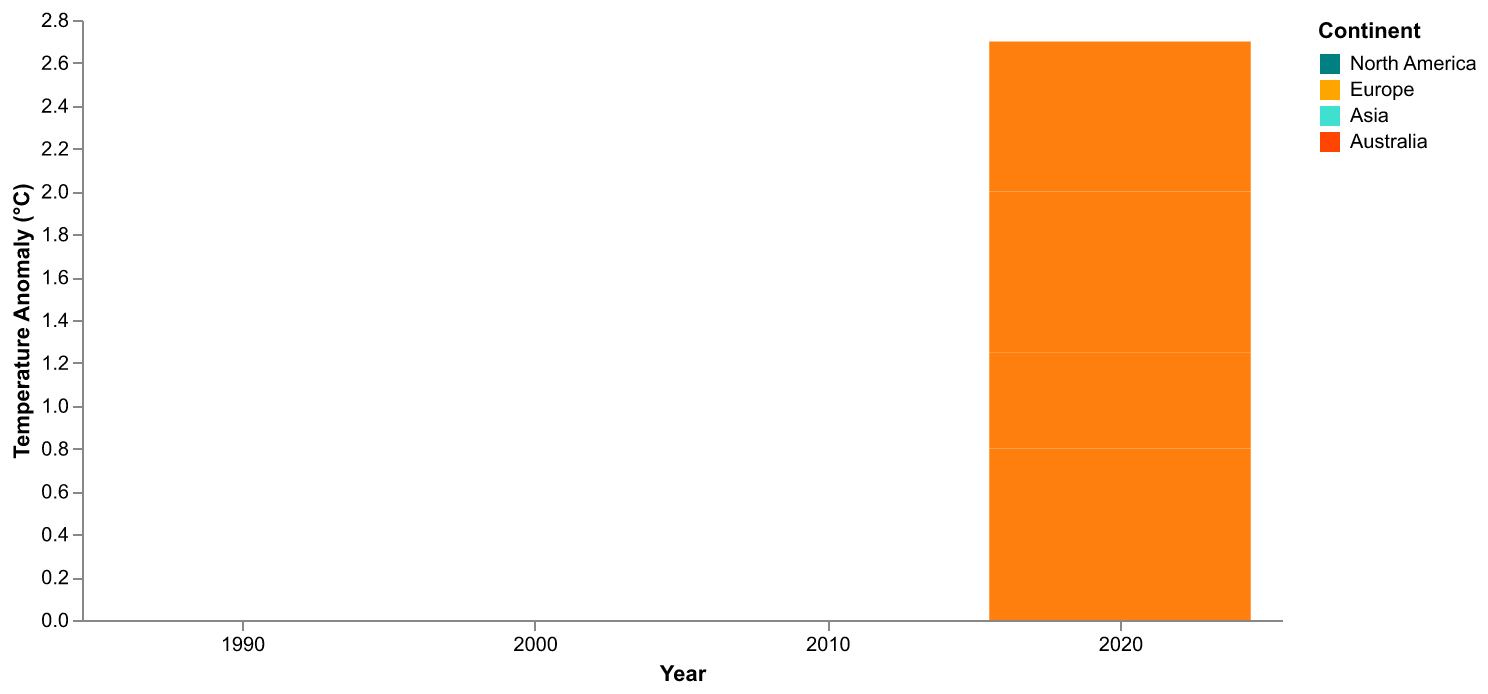 2.8
2.6
2.4
2.2
2.0
1.8
1.6
1.4
1.2
1.0
0.8
0.6
0.4
0.2
0.0
Temperature Anomaly (°C)
1990 2000 2010 2020
Year
Continent
North America
Europe
Asia
Australia